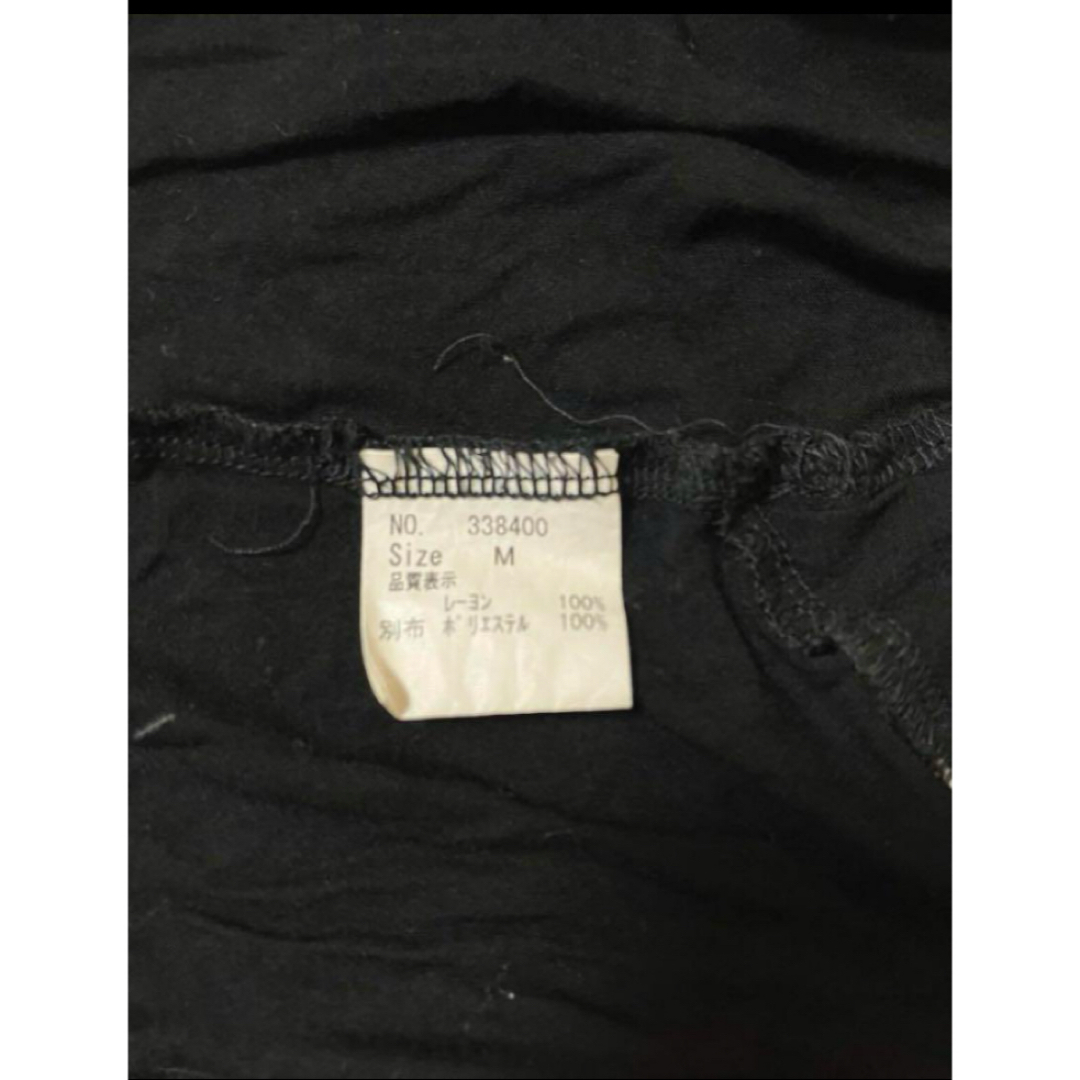 NO. 338400
Size M
品質表示
レーヨン 100%
別布 ポリエステル 100%